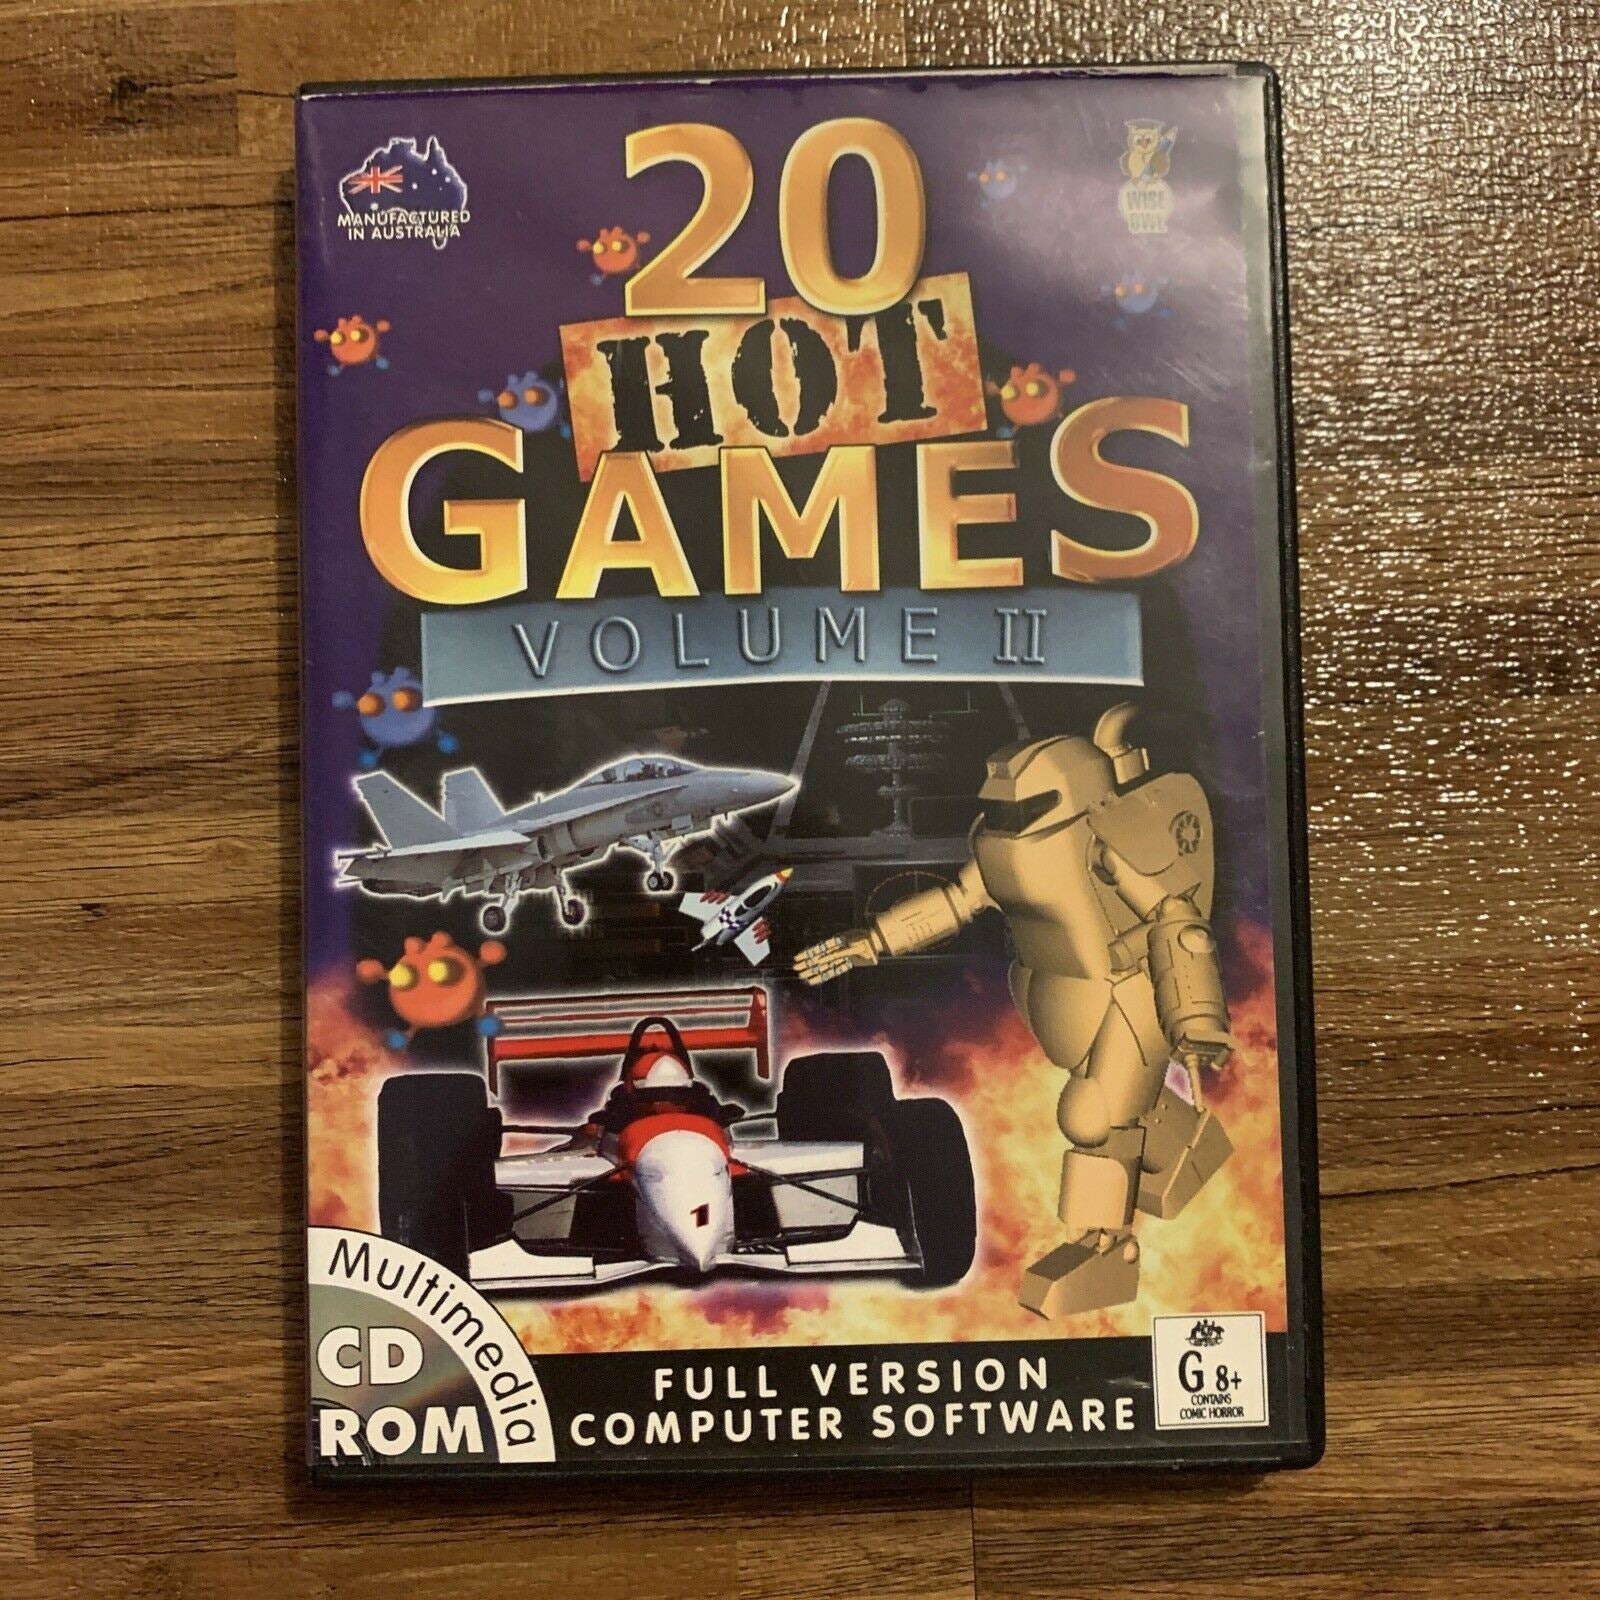 MANUFACTURED
IN AUSTRALIA
WISE
OWL
20
HOT
GAMES
VOLUME II
1
Multimedia
CD
ROM
FULL VERSION
COMPUTER SOFTWARE
G 8+
CONTAINS
COMIC HORROR